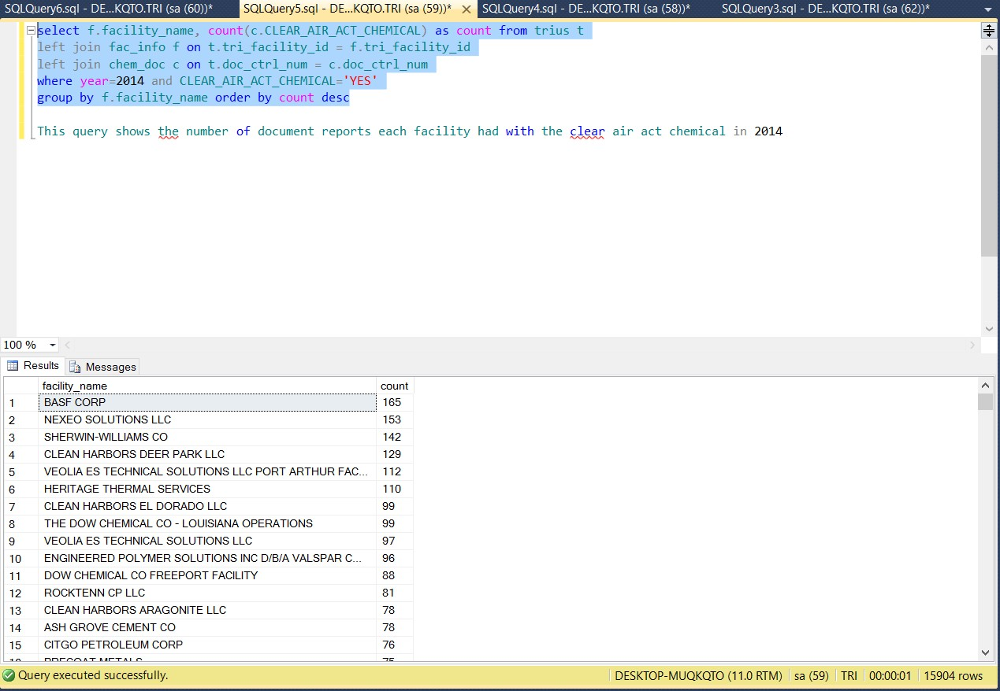 SQLQuery6.sql - DE...KQTO.TRI (sa (60))* SQLQuery5.sql - DE...KQTO.TRI (sa (59))* SQLQuery4.sql - DE...KQTO.TRI (sa (58))* SQLQuery3.sql - DE...KQTO.TRI (sa (62))*
select f.facility_name, count(c.CLEAR_AIR_ACT_CHEMICAL) as count from trius t
left join fac_info f on t.tri_facility_id = f.tri_facility_id
left join chem_doc c on t.doc_ctrl_num = c.doc_ctrl_num
where year=2014 and CLEAR_AIR_ACT_CHEMICAL='YES'
group by f.facility_name order by count desc
This query shows the number of document reports each facility had with the clear air act chemical in 2014
100 %
Results Messages
facility_name count
1 BASF CORP 165
2 NEXEO SOLUTIONS LLC 153
3 SHERWIN-WILLIAMS CO 142
4 CLEAN HARBORS DEER PARK LLC 129
5 VEOLIA ES TECHNICAL SOLUTIONS LLC PORT ARTHUR FAC... 112
6 HERITAGE THERMAL SERVICES 110
7 CLEAN HARBORS EL DORADO LLC 99
8 THE DOW CHEMICAL CO - LOUISIANA OPERATIONS 99
9 VEOLIA ES TECHNICAL SOLUTIONS LLC 97
10 ENGINEERED POLYMER SOLUTIONS INC D/B/A VALSPAR C... 96
11 DOW CHEMICAL CO FREEPORT FACILITY 88
12 ROCKTENN CP LLC 81
13 CLEAN HARBORS ARAGONITE LLC 78
14 ASH GROVE CEMENT CO 78
15 CITGO PETROLEUM CORP 76
16 PRECOAT METALS 75
Query executed successfully. DESKTOP-MUQKQTO (11.0 RTM) sa (59) TRI 00:00:01 15904 rows